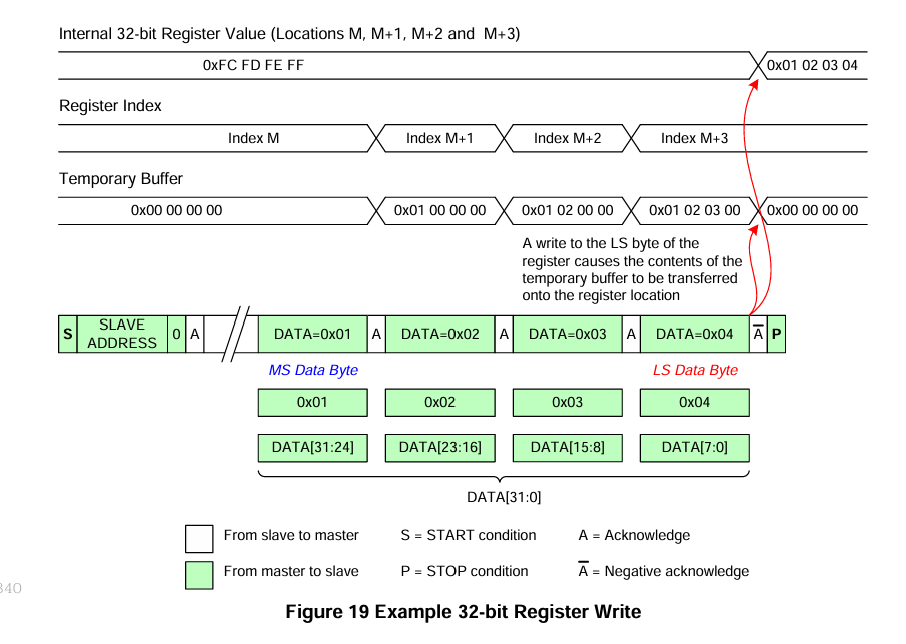 Internal 32-bit Register Value (Locations M, M+1, M+2 and M+3)
0xFC FD FE FF
0x01 02 03 04
Register Index
Index M
Index M+1
Index M+2
Index M+3
Temporary Buffer
0x00 00 00 00
0x01 00 00 00
0x01 02 00 00
0x01 02 03 00
0x00 00 00 00
A write to the LS byte of the
register causes the contents of the
temporary buffer to be transferred
onto the register location
S
SLAVE
ADDRESS
0
A
DATA=0x01
A
DATA=0x02
A
DATA=0x03
A
DATA=0x04
A̅
P
MS Data Byte
LS Data Byte
0x01
0x02
0x03
0x04
DATA[31:24]
DATA[23:16]
DATA[15:8]
DATA[7:0]
DATA[31:0]
From slave to master
S = START condition
A = Acknowledge
From master to slave
P = STOP condition
A̅ = Negative acknowledge
340
Figure 19 Example 32-bit Register Write